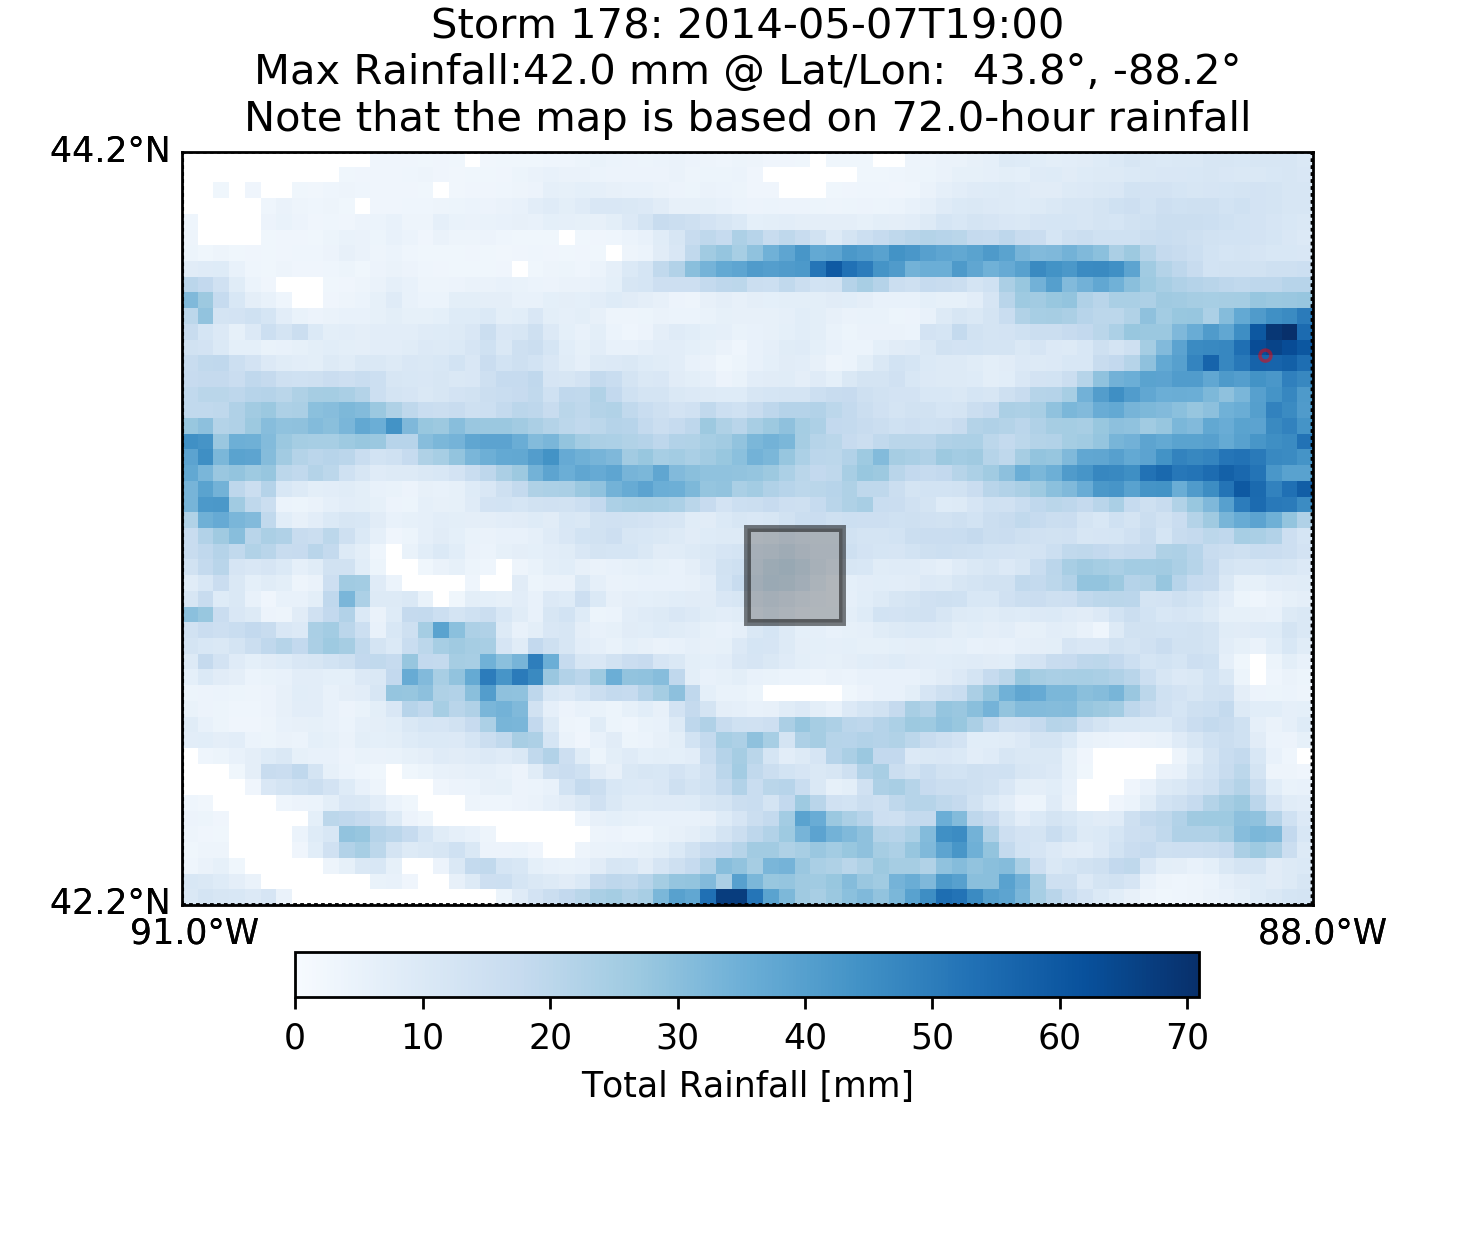 Storm 178: 2014-05-07T19:00
Max Rainfall:42.0 mm @ Lat/Lon:  43.8°, -88.2°
Note that the map is based on 72.0-hour rainfall
44.2°N
42.2°N
91.0°W 88.0°W
0 10 20 30 40 50 60 70
Total Rainfall [mm]